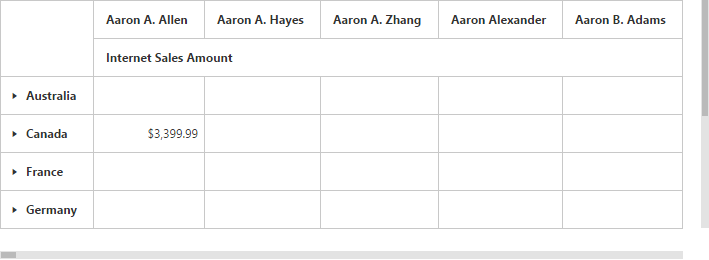 Aaron A. Allen Aaron A. Hayes Aaron A. Zhang Aaron Alexander Aaron B. Adams
Internet Sales Amount
Australia
Canada $3,399.99
France
Germany